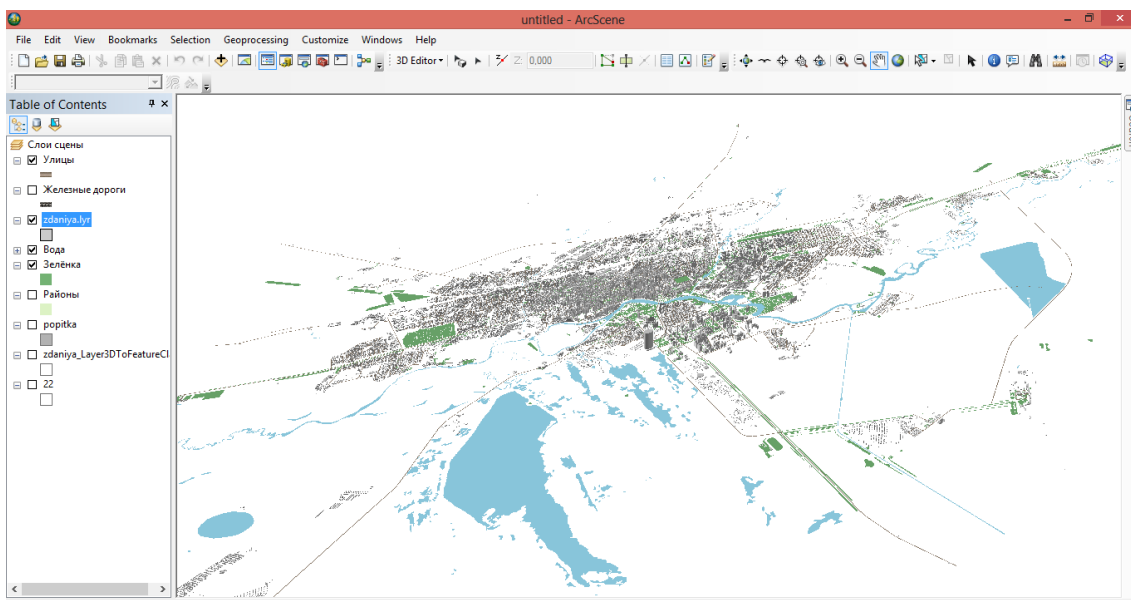 untitled - ArcScene
File Edit View Bookmarks Selection Geoprocessing Customize Windows Help
3D Editor Z: 0,000
Table of Contents
Слои сцены
Улицы
Железные дороги
zdaniya.lyr
Вода
Зелёнка
Районы
popitka
zdaniya_Layer3DToFeatureCl
22